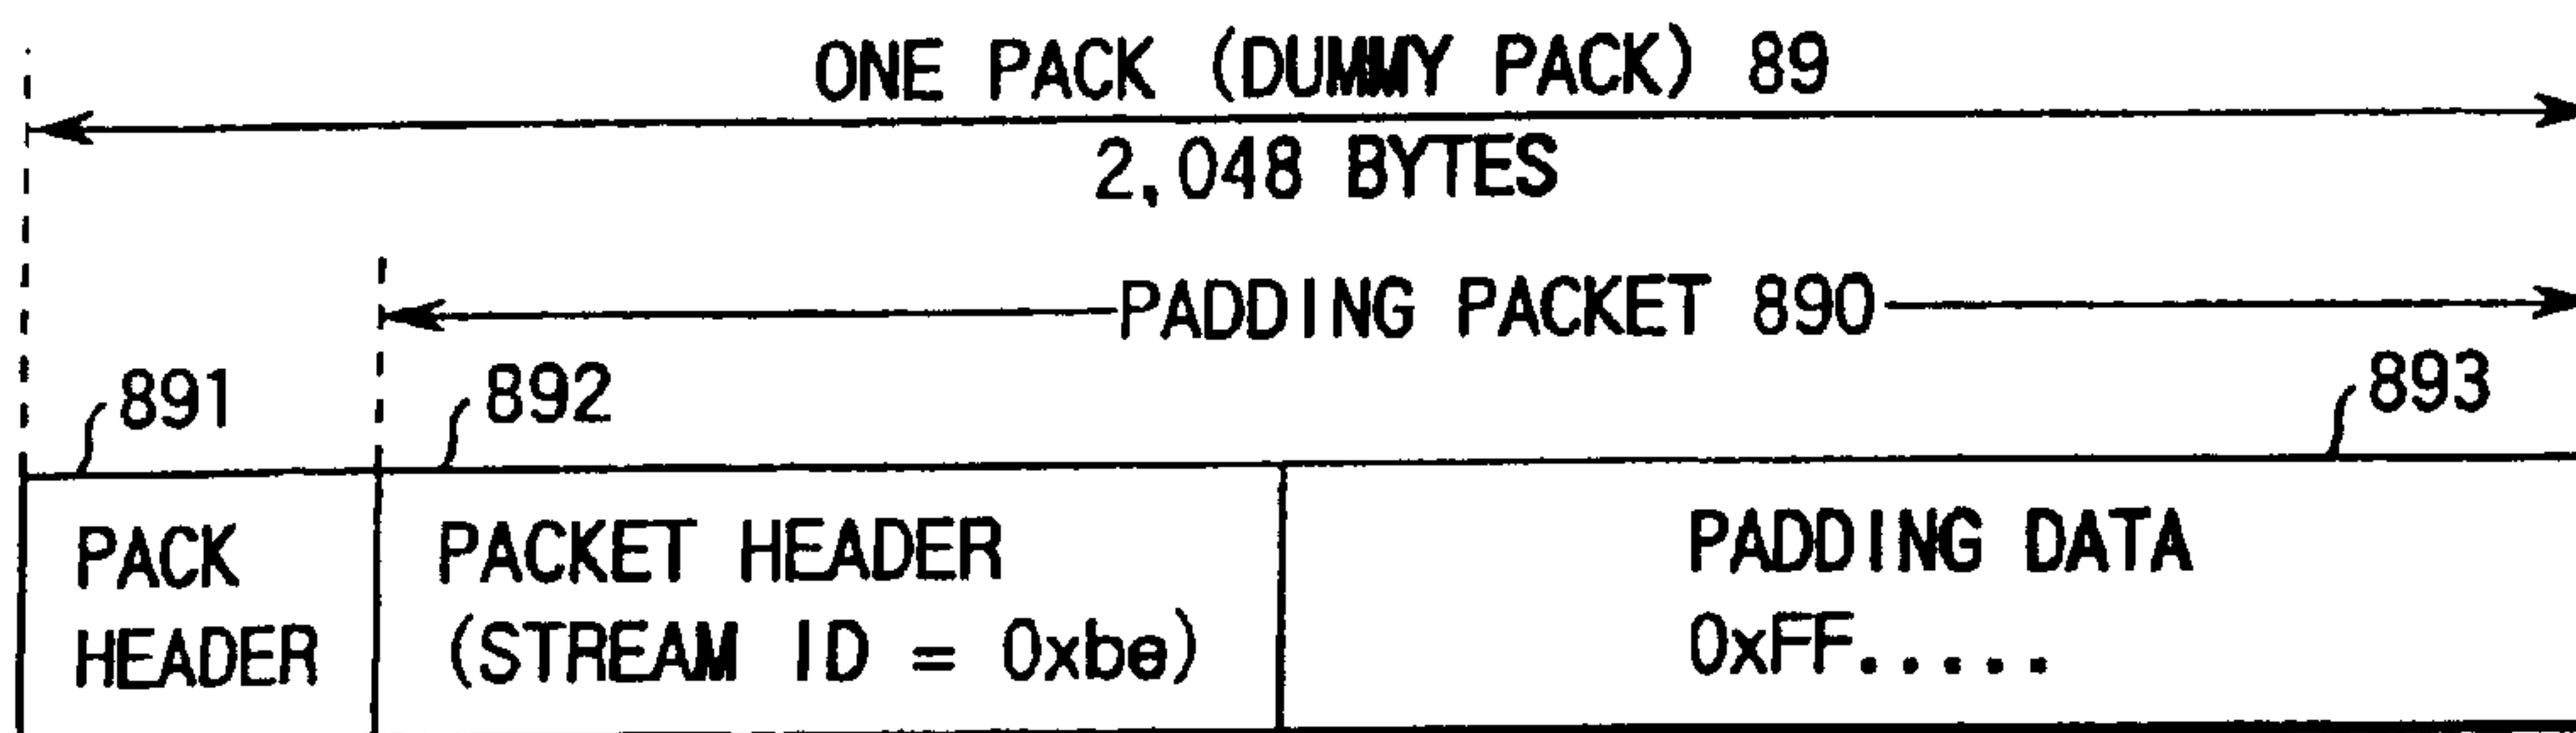 ONE PACK (DUMMY PACK) 89
2,048 BYTES
PADDING PACKET 890
891
892
893
PACK
HEADER
PACKET HEADER
(STREAM ID = 0xbe)
PADDING DATA
0xFF.....